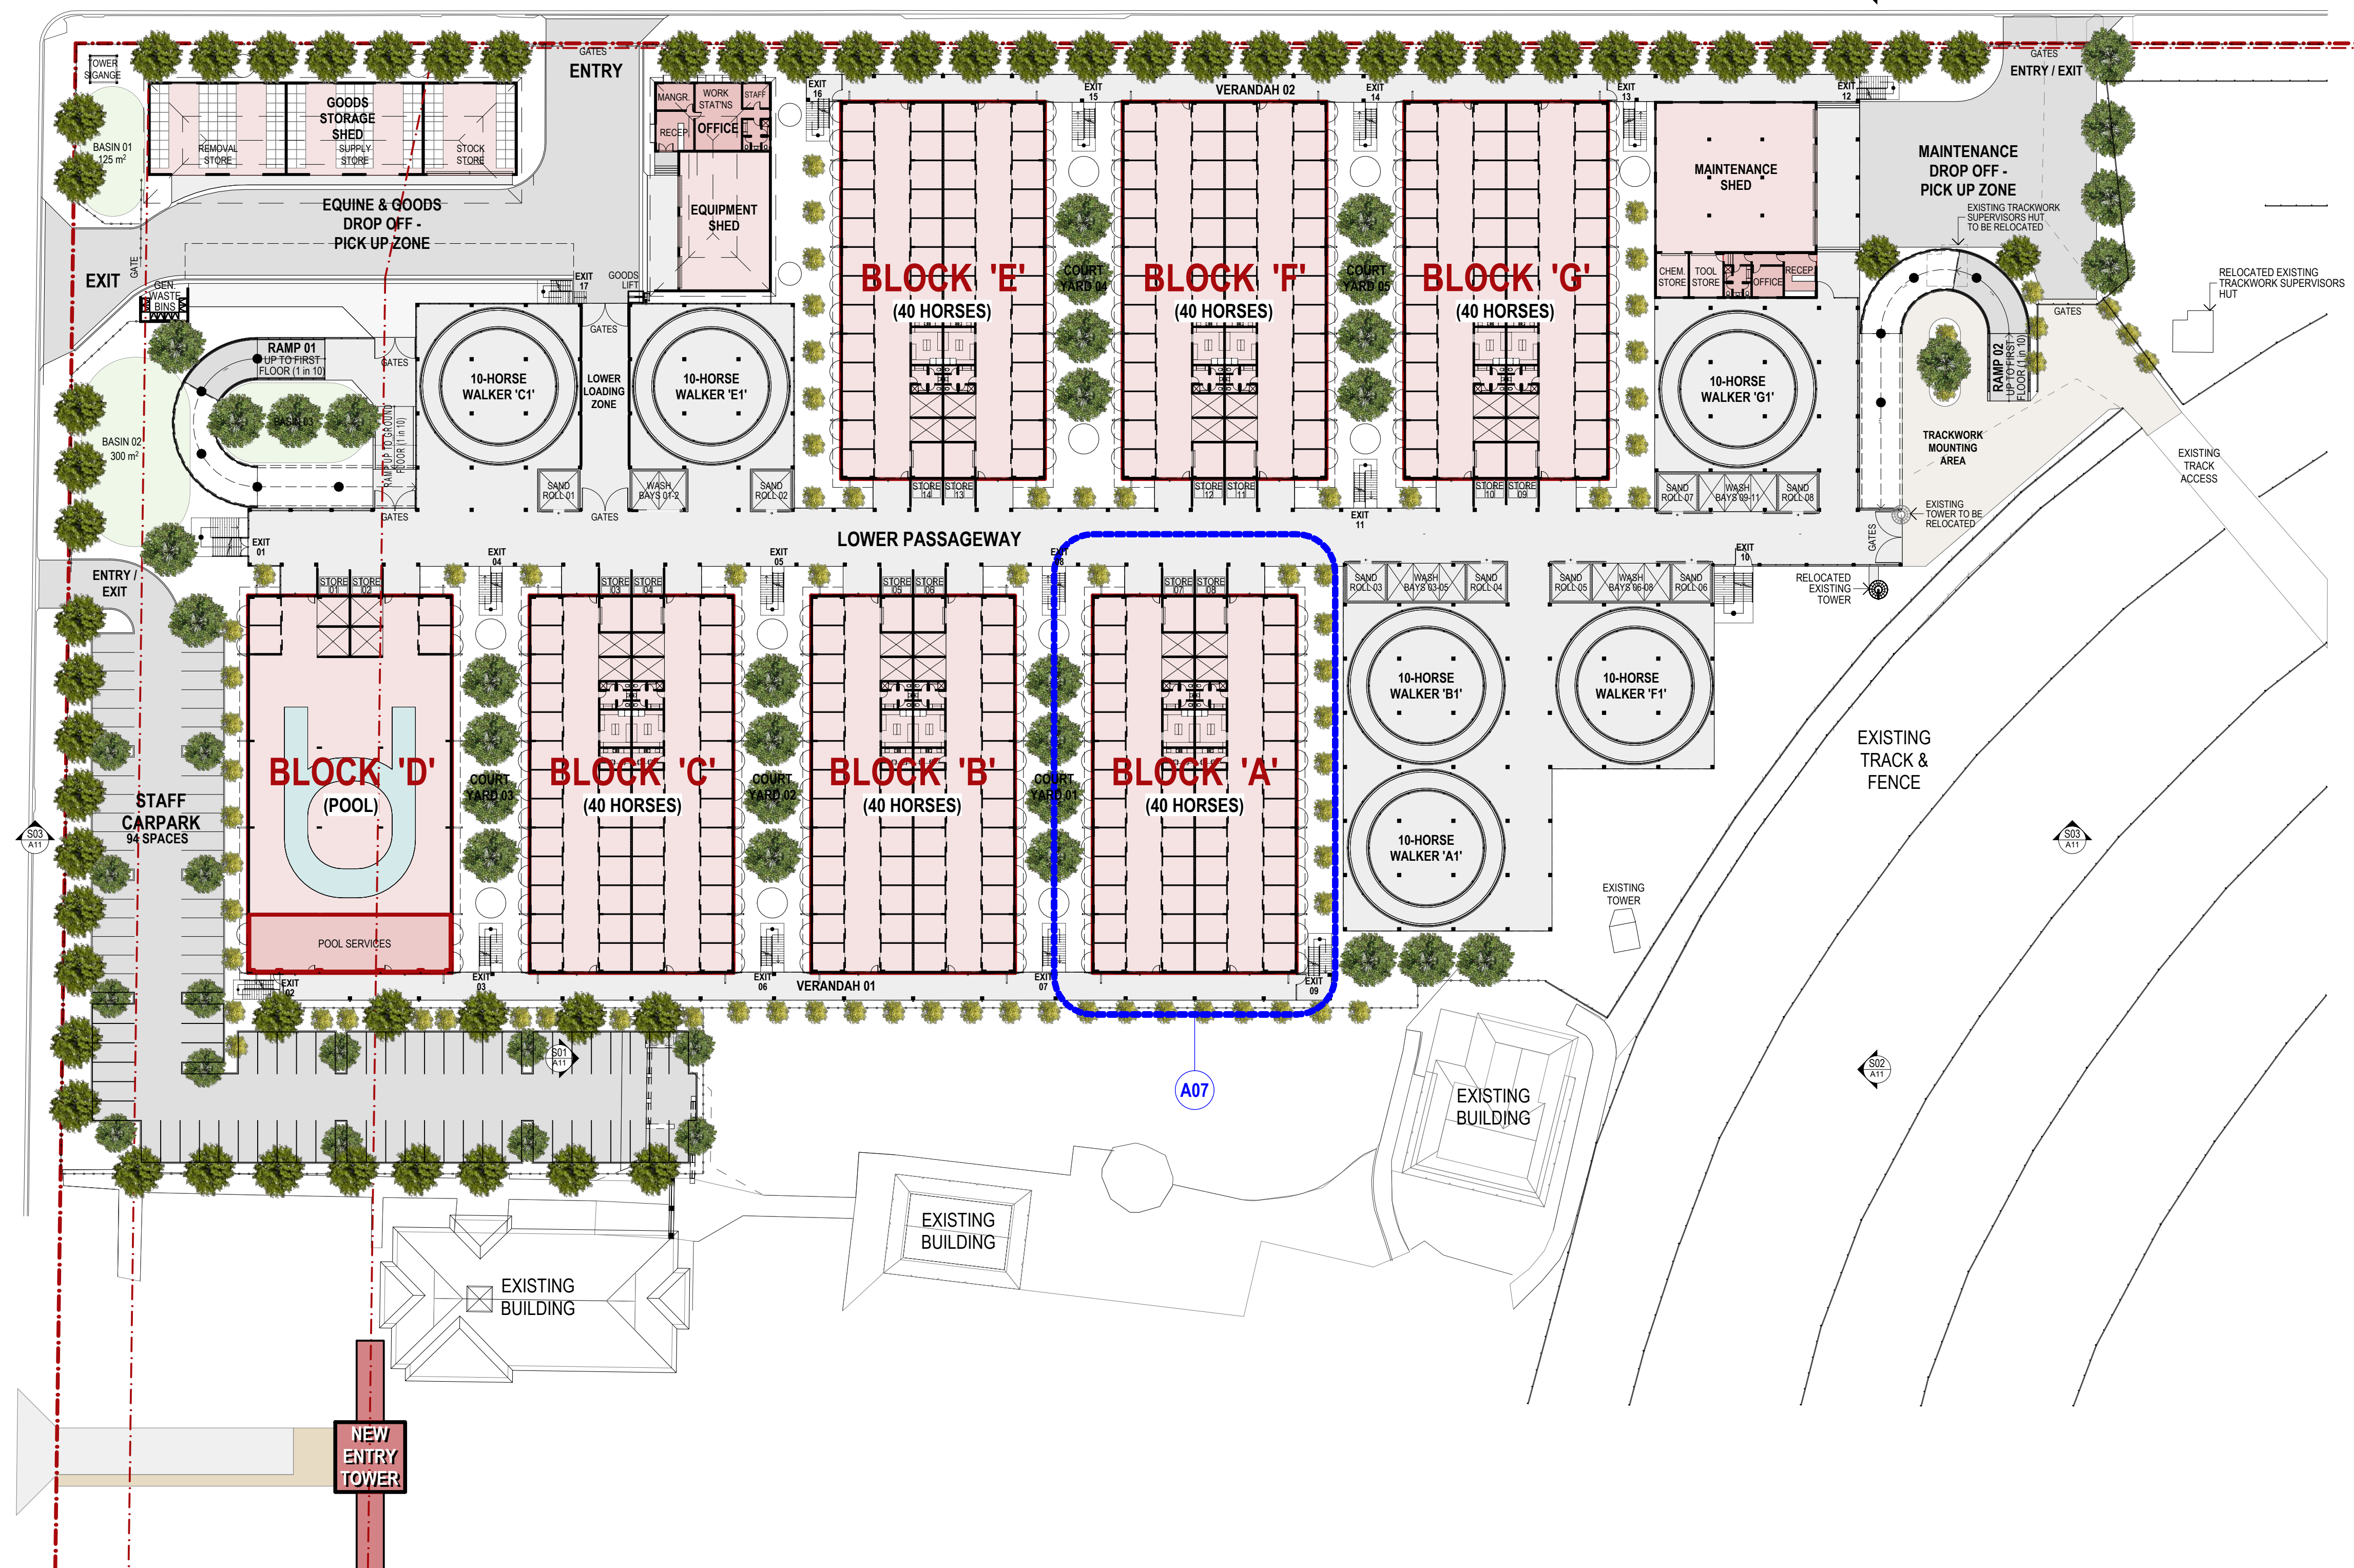 TOWER
SIGANGE
BASIN 01
125 m²
GOODS
STORAGE
SHED
REMOVAL
STORE
SUPPLY
STORE
STOCK
STORE
GATES
ENTRY
MANGR.
WORK
STAT'NS
STAFF
RECEP.
OFFICE
EQUIPMENT
SHED
EQUINE & GOODS
DROP OFF -
PICK UP ZONE
EXIT
GATE
GEN.
WASTE
BINS
EXIT
17
GOODS
LIFT
EXIT
16
EXIT
15
VERANDAH 02
EXIT
14
EXIT
13
EXIT
12
GATES
ENTRY / EXIT
MAINTENANCE
SHED
MAINTENANCE
DROP OFF -
PICK UP ZONE
EXISTING TRACKWORK
SUPERVISORS HUT
TO BE RELOCATED
CHEM.
STORE
TOOL
STORE
OFFICE
RECEP.
RELOCATED EXISTING
TRACKWORK SUPERVISORS
HUT
GATES
BLOCK 'E'
(40 HORSES)
COURT
YARD 04
BLOCK 'F'
(40 HORSES)
COURT
YARD 05
BLOCK 'G'
(40 HORSES)
RAMP 01
UP TO FIRST
FLOOR (1 in 10)
GATES
BASIN 03
RAMP UP TO GROUND
FLOOR (1 in 10)
GATES
BASIN 02
300 m²
10-HORSE
WALKER 'C1'
GATES
LOWER
LOADING
ZONE
GATES
10-HORSE
WALKER 'E1'
SAND
ROLL 01
WASH
BAYS 01-2
SAND
ROLL 02
STORE
14
STORE
13
STORE
12
STORE
11
STORE
10
STORE
09
10-HORSE
WALKER 'G1'
SAND
ROLL 07
WASH
BAYS 09-11
SAND
ROLL 08
RAMP 02
UP TO FIRST
FLOOR (1 in 10)
TRACKWORK
MOUNTING
AREA
EXISTING
TRACK
ACCESS
EXISTING
TOWER TO BE
RELOCATED
GATES
EXIT
11
LOWER PASSAGEWAY
EXIT
01
EXIT
04
EXIT
05
EXIT
08
EXIT
10
ENTRY /
EXIT
STORE
01
STORE
02
STORE
03
STORE
04
STORE
05
STORE
06
STORE
07
STORE
08
SAND
ROLL 03
WASH
BAYS 03-05
SAND
ROLL 04
SAND
ROLL 05
WASH
BAYS 06-08
SAND
ROLL 06
RELOCATED
EXISTING
TOWER
10-HORSE
WALKER 'B1'
10-HORSE
WALKER 'F1'
10-HORSE
WALKER 'A1'
BLOCK 'D'
(POOL)
COURT
YARD 03
BLOCK 'C'
(40 HORSES)
COURT
YARD 02
BLOCK 'B'
(40 HORSES)
COURT
YARD 01
BLOCK 'A'
(40 HORSES)
STAFF
CARPARK
94 SPACES
S03
A11
EXISTING
TRACK &
FENCE
S03
A11
EXISTING
TOWER
POOL SERVICES
EXIT
02
EXIT
03
EXIT
06
VERANDAH 01
EXIT
07
EXIT
09
S01
A11
A07
S02
A11
EXISTING
BUILDING
EXISTING
BUILDING
EXISTING
BUILDING
NEW
ENTRY
TOWER